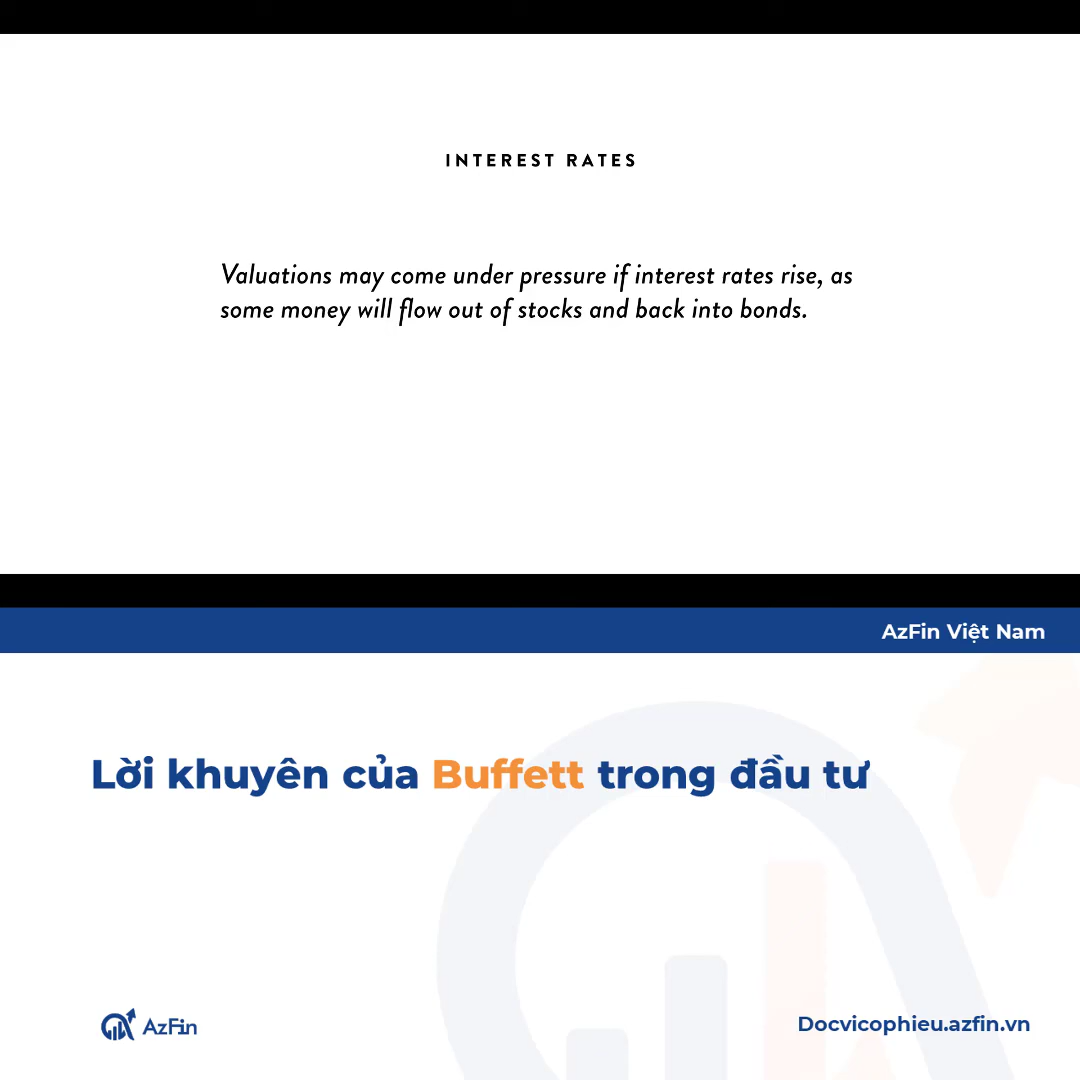 INTEREST RATES
Valuations may come under pressure if interest rates rise, as
some money will flow out of stocks and back into bonds.
AzFin Việt Nam
Lời khuyên của Buffett trong đầu tư
AzFin
Docvicophieu.azfin.vn